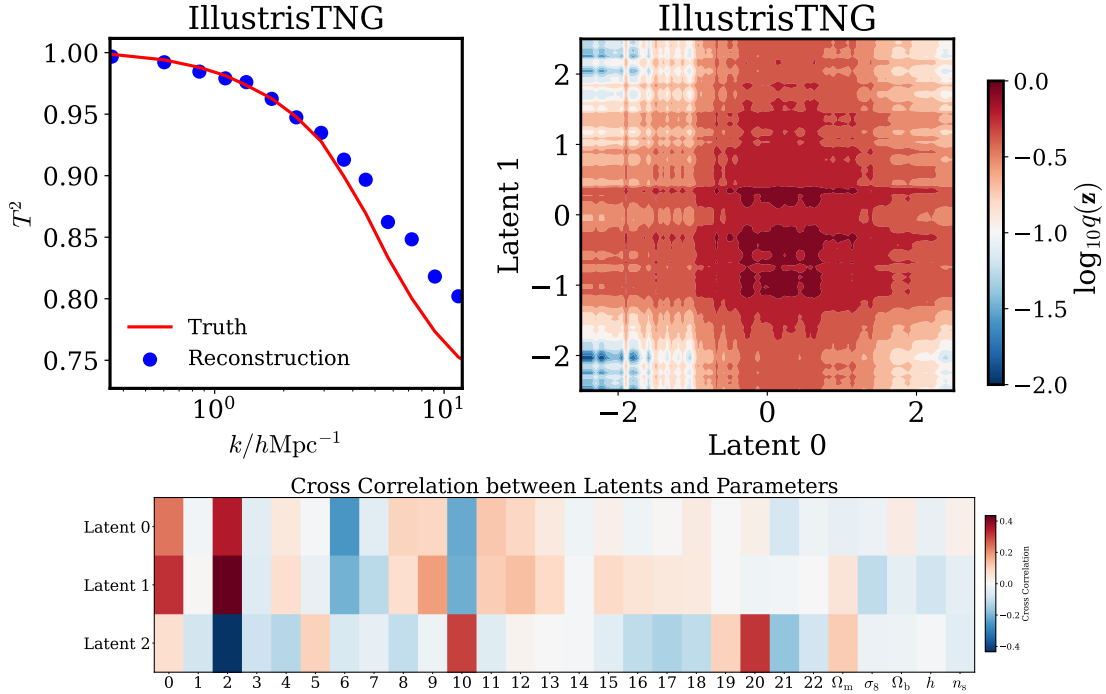 IllustrisTNG
1.00
0.95
0.90
0.85
0.80
0.75
T²
Truth
Reconstruction
10⁰
10¹
k/hMpc⁻¹
IllustrisTNG
2
1
0
−1
−2
Latent 1
−2
0
2
Latent 0
0.0
−0.5
−1.0
−1.5
−2.0
log₁₀q(z)
Cross Correlation between Latents and Parameters
Latent 0
Latent 1
Latent 2
0 1 2 3 4 5 6 7 8 9 10 11 12 13 14 15 16 17 18 19 20 21 22 Ωₘ σ₈ Ω_b h nₛ
0.4
0.2
0.0
−0.2
−0.4
Cross Correlation